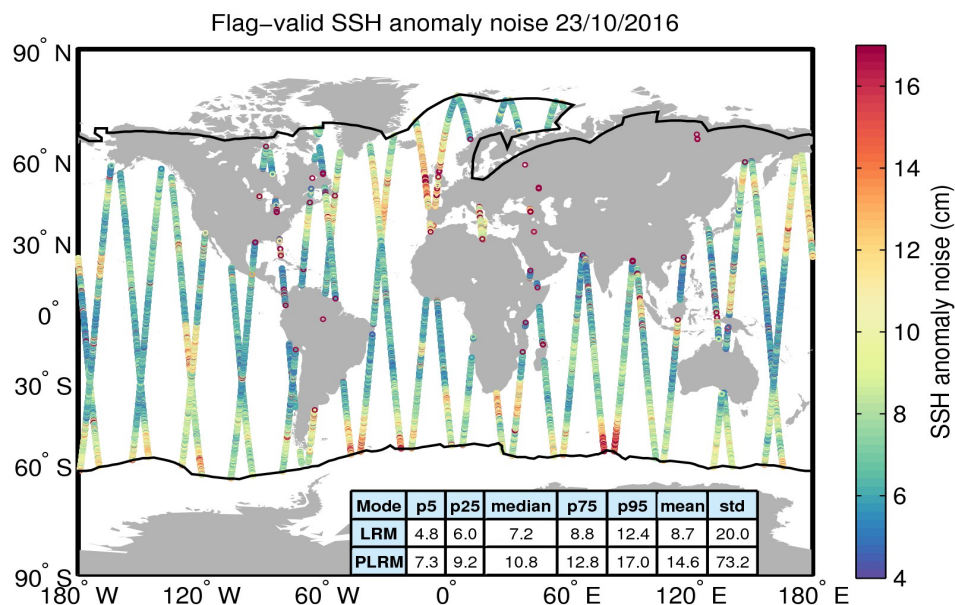 Flag−valid SSH anomaly noise 23/10/2016
90° N
60° N
30° N
0°
30° S
60° S
90° S
180° W
120° W
60° W
0°
60° E
120° E
180° E
16
14
12
10
8
6
4
SSH anomaly noise (cm)
Mode p5 p25 median p75 p95 mean std
LRM 4.8 6.0 7.2 8.8 12.4 8.7 20.0
PLRM 7.3 9.2 10.8 12.8 17.0 14.6 73.2